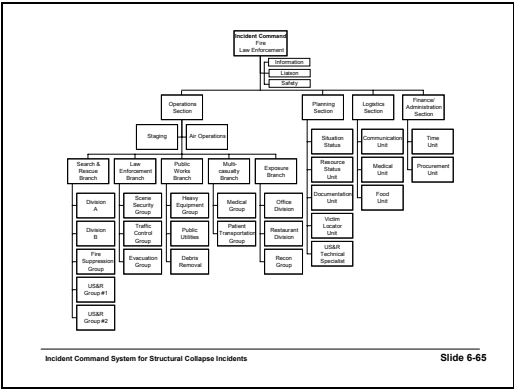 Incident Command
Fire
Law Enforcement
Information
Liaison
Safety
Operations
Section
Planning
Section
Logistics
Section
Finance/
Administration
Section
Staging
Air Operations
Situation
Status
Communication
Unit
Time
Unit
Resource
Status
Unit
Medical
Unit
Procurement
Unit
Documentation
Unit
Food
Unit
Victim
Locator
Unit
US&R
Technical
Specialist
Search &
Rescue
Branch
Law
Enforcement
Branch
Public
Works
Branch
Multi-
casualty
Branch
Exposure
Branch
Division
A
Scene
Security
Group
Heavy
Equipment
Group
Medical
Group
Office
Division
Division
B
Traffic
Control
Group
Public
Utilities
Patient
Transportation
Group
Restaurant
Division
Fire
Suppression
Group
Evacuation
Group
Debris
Removal
Recon
Group
US&R
Group #1
US&R
Group #2
Incident Command System for Structural Collapse Incidents
Slide 6-65